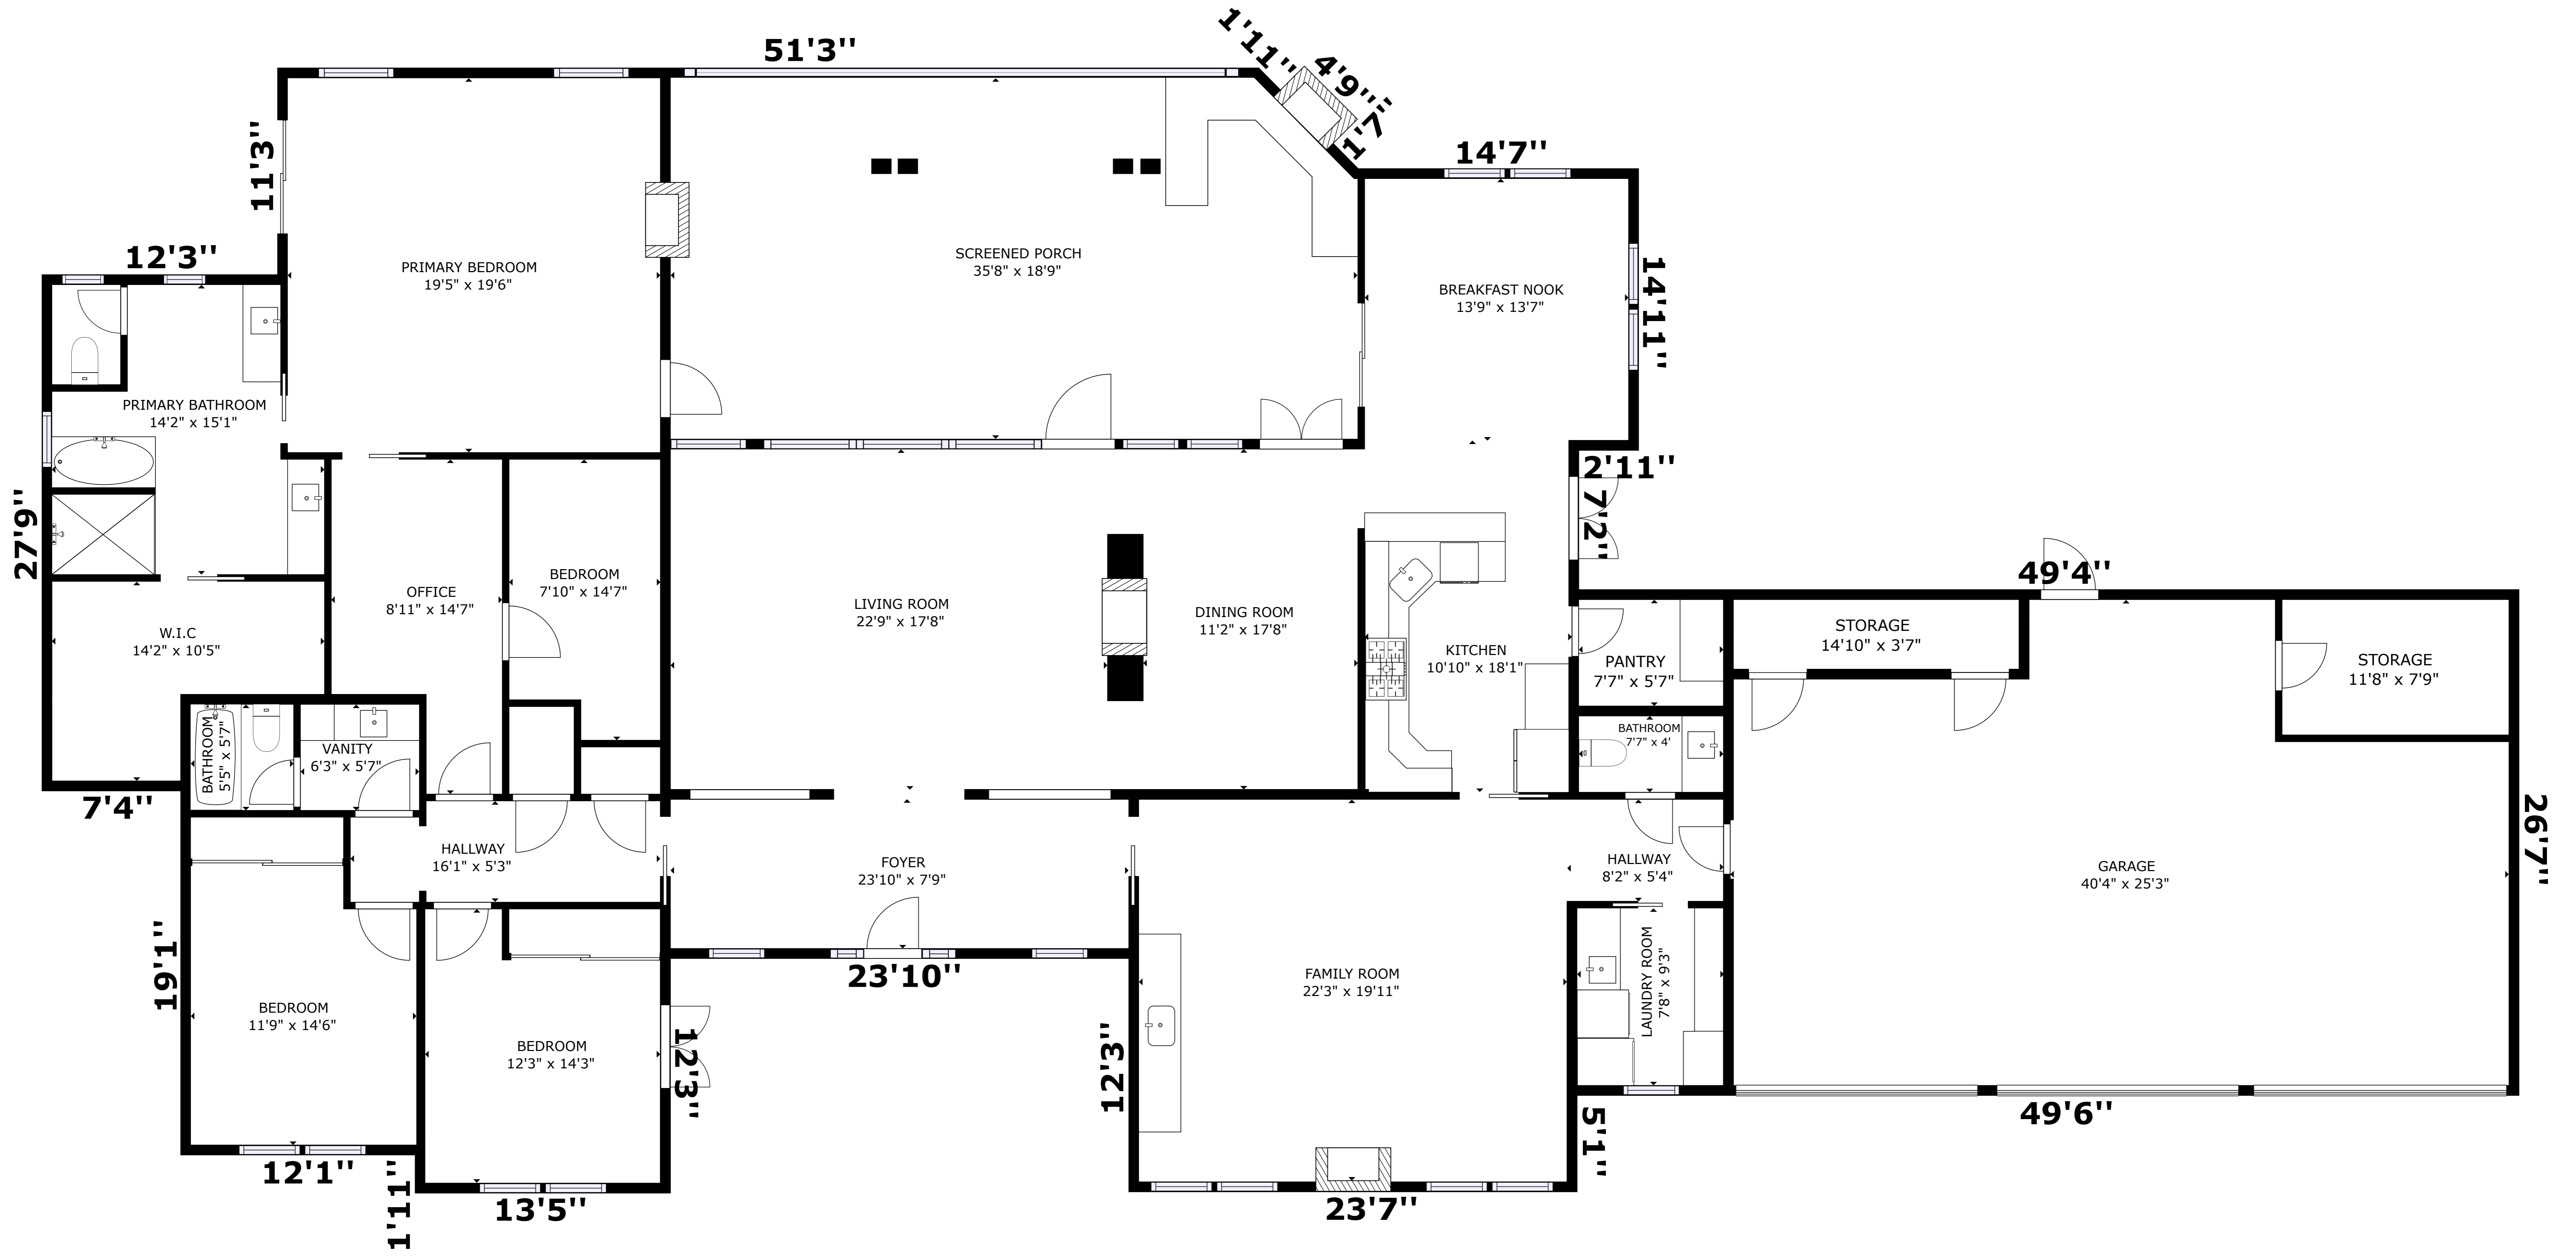 51'3''
1'11''
4'9''
1'7''
14'7''
11'3''
12'3''
SCREENED PORCH
35'8" x 18'9"
PRIMARY BEDROOM
19'5" x 19'6"
BREAKFAST NOOK
13'9" x 13'7"
14'11''
PRIMARY BATHROOM
14'2" x 15'1"
2'11''
7'2''
27'9''
49'4''
OFFICE
8'11" x 14'7"
BEDROOM
7'10" x 14'7"
LIVING ROOM
22'9" x 17'8"
DINING ROOM
11'2" x 17'8"
W.I.C
14'2" x 10'5"
KITCHEN
10'10" x 18'1"
PANTRY
7'7" x 5'7"
STORAGE
14'10" x 3'7"
STORAGE
11'8" x 7'9"
BATHROOM
5'5" x 5'7"
VANITY
6'3" x 5'7"
BATHROOM
7'7" x 4'
7'4''
HALLWAY
16'1" x 5'3"
FOYER
23'10" x 7'9"
HALLWAY
8'2" x 5'4"
GARAGE
40'4" x 25'3"
26'7''
19'1''
23'10''
FAMILY ROOM
22'3" x 19'11"
LAUNDRY ROOM
7'8" x 9'3"
BEDROOM
11'9" x 14'6"
BEDROOM
12'3" x 14'3"
12'3''
12'3''
5'1''
49'6''
12'1''
1'11''
13'5''
23'7''